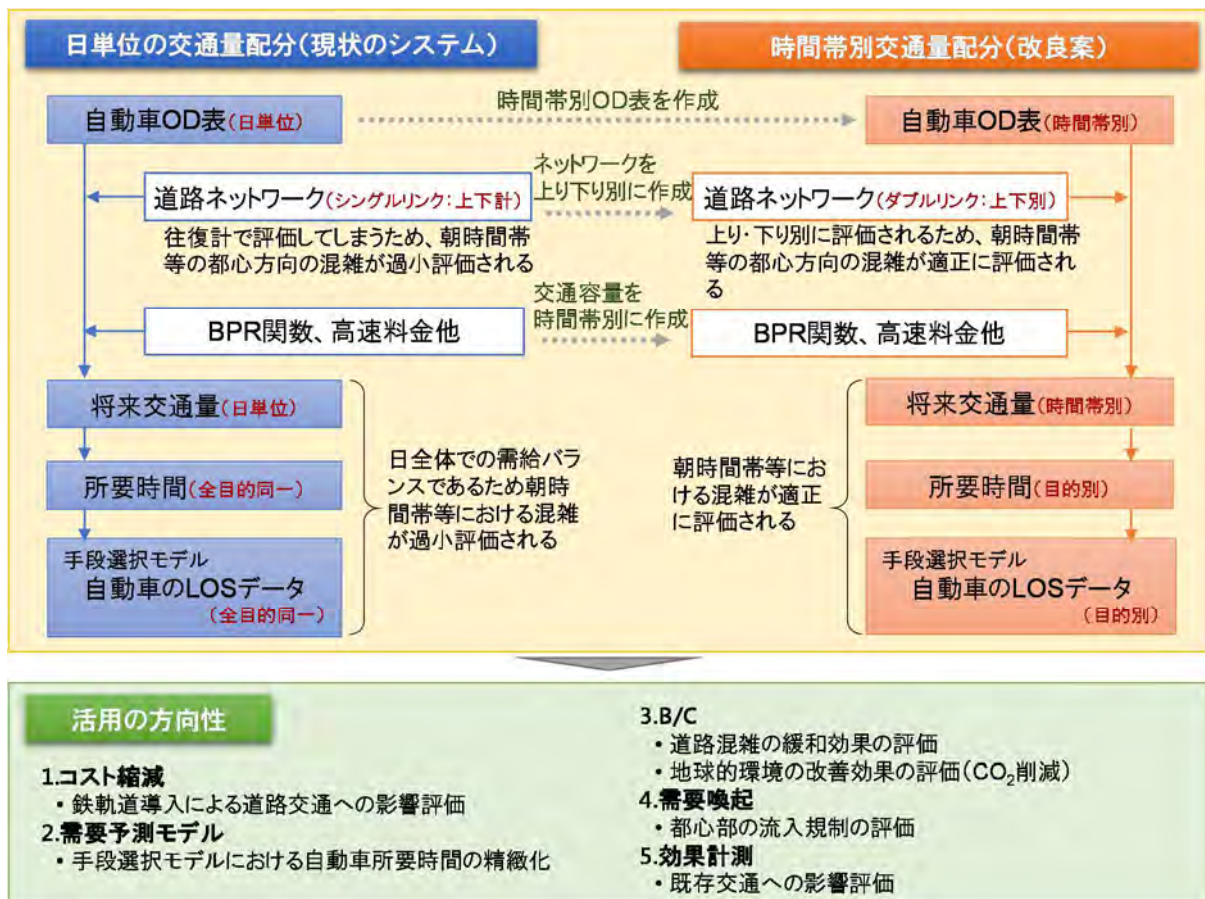 日単位の交通量配分(現状のシステム)
時間帯別交通量配分(改良案)
時間帯別OD表を作成
自動車OD表(日単位)
自動車OD表(時間帯別)
ネットワークを
上り下り別に作成
道路ネットワーク(シングルリンク:上下計)
道路ネットワーク(ダブルリンク:上下別)
往復計で評価してしまうため、朝時間帯
等の都心方向の混雑が過小評価される
上り・下り別に評価されるため、朝時間帯
等の都心方向の混雑が適正に評価され
る
交通容量を
時間帯別に作成
BPR関数、高速料金他
BPR関数、高速料金他
将来交通量(日単位)
将来交通量(時間帯別)
日全体での需給バラ
ンスであるため朝時
間帯等における混雑
が過小評価される
朝時間帯等にお
ける混雑が適正
に評価される
所要時間(全目的同一)
所要時間(目的別)
手段選択モデル
自動車のLOSデータ
(全目的同一)
手段選択モデル
自動車のLOSデータ
(目的別)
活用の方向性
1.コスト縮減
・鉄軌道導入による道路交通への影響評価
2.需要予測モデル
・手段選択モデルにおける自動車所要時間の精緻化
3.B/C
・道路混雑の緩和効果の評価
・地球的環境の改善効果の評価(CO₂削減)
4.需要喚起
・都心部の流入規制の評価
5.効果計測
・既存交通への影響評価